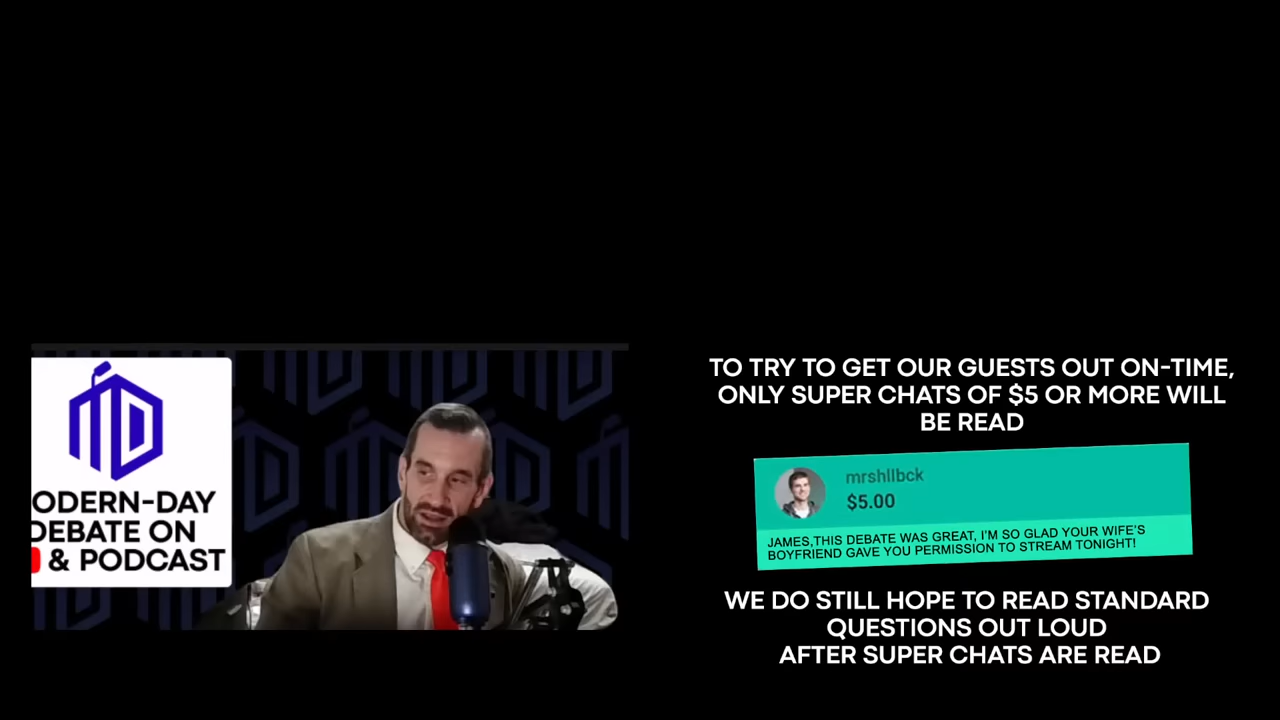 ODERN-DAY
DEBATE ON
& PODCAST
TO TRY TO GET OUR GUESTS OUT ON-TIME,
ONLY SUPER CHATS OF $5 OR MORE WILL
BE READ
mrshllbck
$5.00
JAMES,THIS DEBATE WAS GREAT, I'M SO GLAD YOUR WIFE'S
BOYFRIEND GAVE YOU PERMISSION TO STREAM TONIGHT!
WE DO STILL HOPE TO READ STANDARD
QUESTIONS OUT LOUD
AFTER SUPER CHATS ARE READ